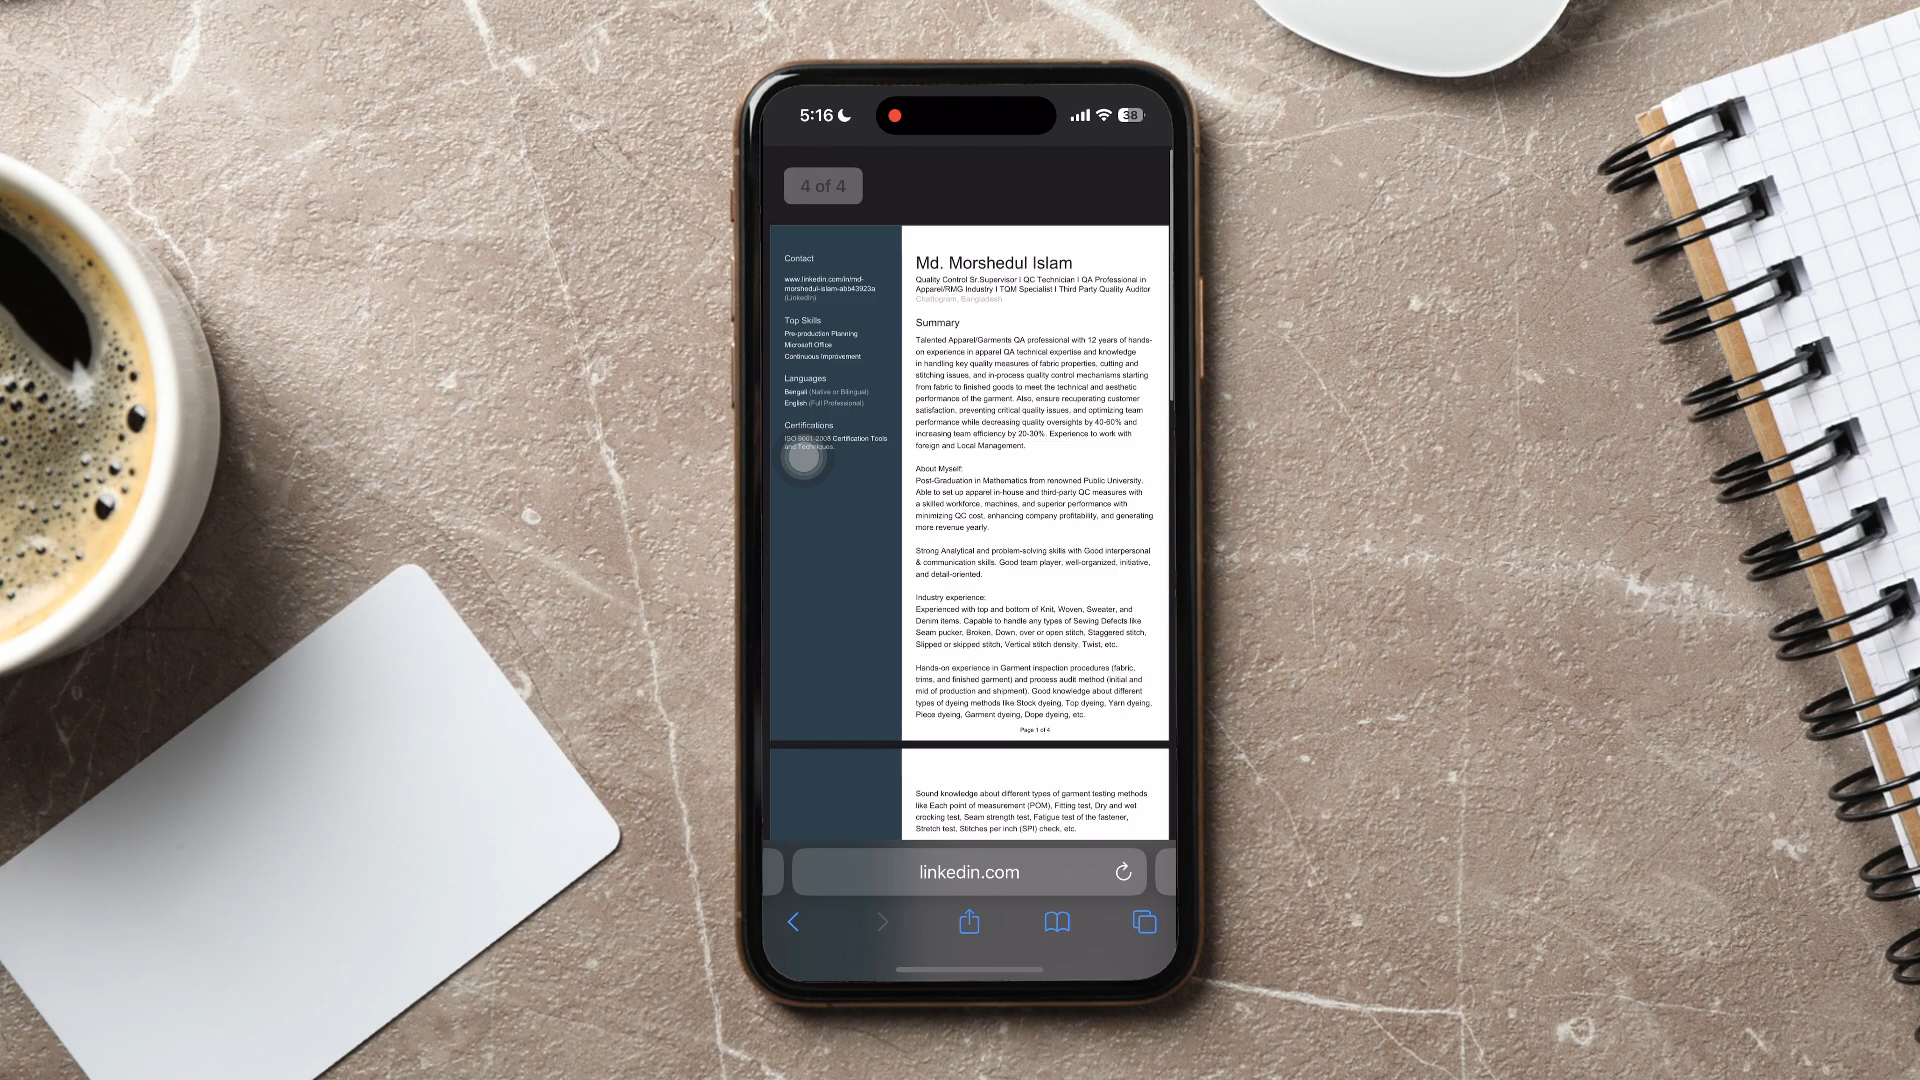 5:16
38
4 of 4
Contact
www.linkedin.com/in/md-
morshedul-islam-abb43923a
(LinkedIn)
Top Skills
Pre-production Planning
Microsoft Office
Continuous Improvement
Languages
Bengali (Native or Bilingual)
English (Full Professional)
Certifications
ISO 9001-2008 Certification Tools
and Techniques.
Md. Morshedul Islam
Quality Control Sr.Supervisor I QC Technician I QA Professional in
Apparel/RMG Industry I TQM Specialist I Third Party Quality Auditor
Chattogram, Bangladesh
Summary
Talented Apparel/Garments QA professional with 12 years of hands-
on experience in apparel QA technical expertise and knowledge
in handling key quality measures of fabric properties, cutting and
stitching issues, and in-process quality control mechanisms starting
from fabric to finished goods to meet the technical and aesthetic
performance of the garment. Also, ensure recuperating customer
satisfaction, preventing critical quality issues, and optimizing team
performance while decreasing quality oversights by 40-60% and
increasing team efficiency by 20-30%. Experience to work with
foreign and Local Management.
About Myself:
Post-Graduation in Mathematics from renowned Public University.
Able to set up apparel in-house and third-party QC measures with
a skilled workforce, machines, and superior performance with
minimizing QC cost, enhancing company profitability, and generating
more revenue yearly.
Strong Analytical and problem-solving skills with Good interpersonal
& communication skills. Good team player, well-organized, initiative,
and detail-oriented.
Industry experience:
Experienced with top and bottom of Knit, Woven, Sweater, and
Denim items. Capable to handle any types of Sewing Defects like
Seam pucker, Broken, Down, over or open stitch, Staggered stitch,
Slipped or skipped stitch, Vertical stitch density, Twist, etc.
Hands-on experience in Garment inspection procedures (fabric,
trims, and finished garment) and process audit method (initial and
mid of production and shipment). Good knowledge about different
types of dyeing methods like Stock dyeing, Top dyeing, Yarn dyeing,
Piece dyeing, Garment dyeing, Dope dyeing, etc.
Page 1 of 4
Sound knowledge about different types of garment testing methods
like Each point of measurement (POM), Fitting test, Dry and wet
crocking test, Seam strength test, Fatigue test of the fastener,
Stretch test, Stitches per inch (SPI) check, etc.
linkedin.com